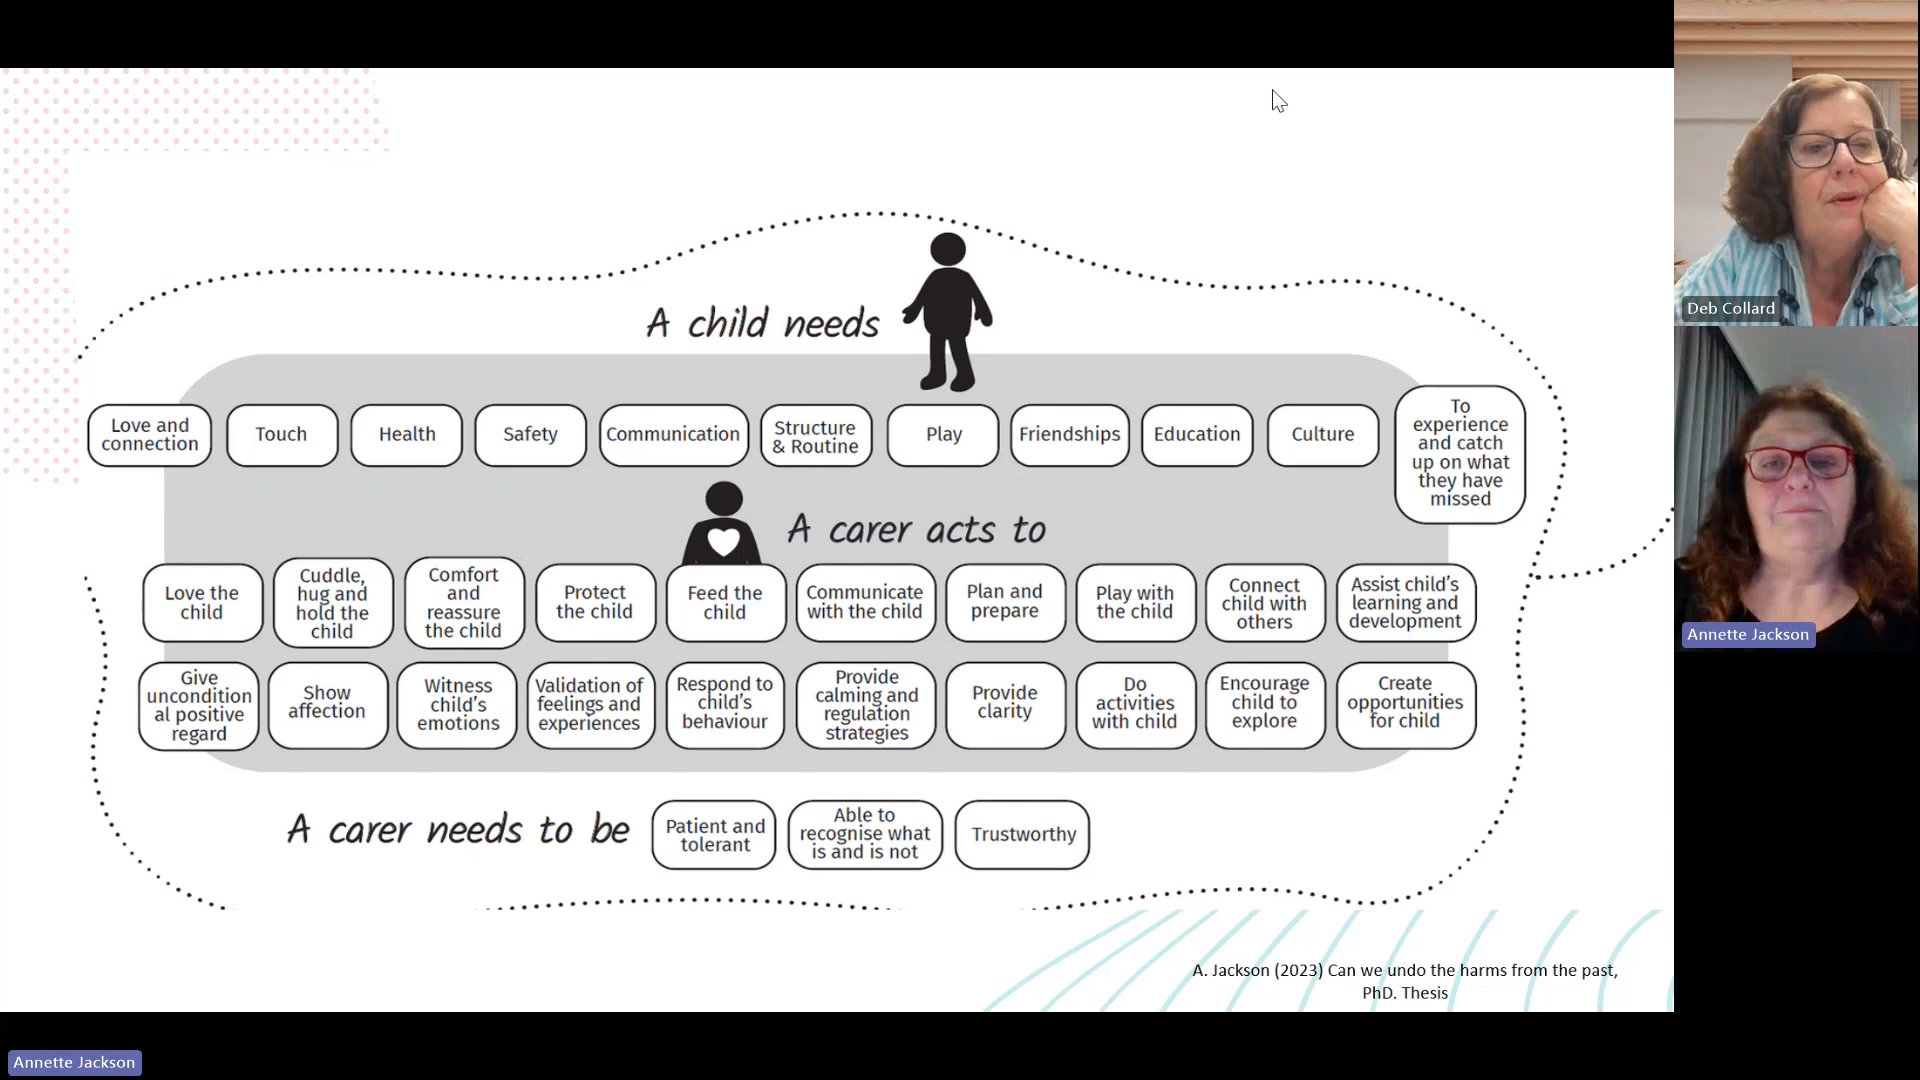 A child needs
Love and
connection
Touch
Health
Safety
Communication
Structure
& Routine
Play
Friendships
Education
Culture
To
experience
and catch
up on what
they have
missed
A carer acts to
Love the
child
Cuddle,
hug and
hold the
child
Comfort
and
reassure
the child
Protect
the child
Feed the
child
Communicate
with the child
Plan and
prepare
Play with
the child
Connect
child with
others
Assist child’s
learning and
development
Give
uncondition
al positive
regard
Show
affection
Witness
child’s
emotions
Validation of
feelings and
experiences
Respond to
child’s
behaviour
Provide
calming and
regulation
strategies
Provide
clarity
Do
activities
with child
Encourage
child to
explore
Create
opportunities
for child
A carer needs to be
Patient and
tolerant
Able to
recognise what
is and is not
Trustworthy
A. Jackson (2023) Can we undo the harms from the past,
PhD. Thesis
Deb Collard
Annette Jackson
Annette Jackson